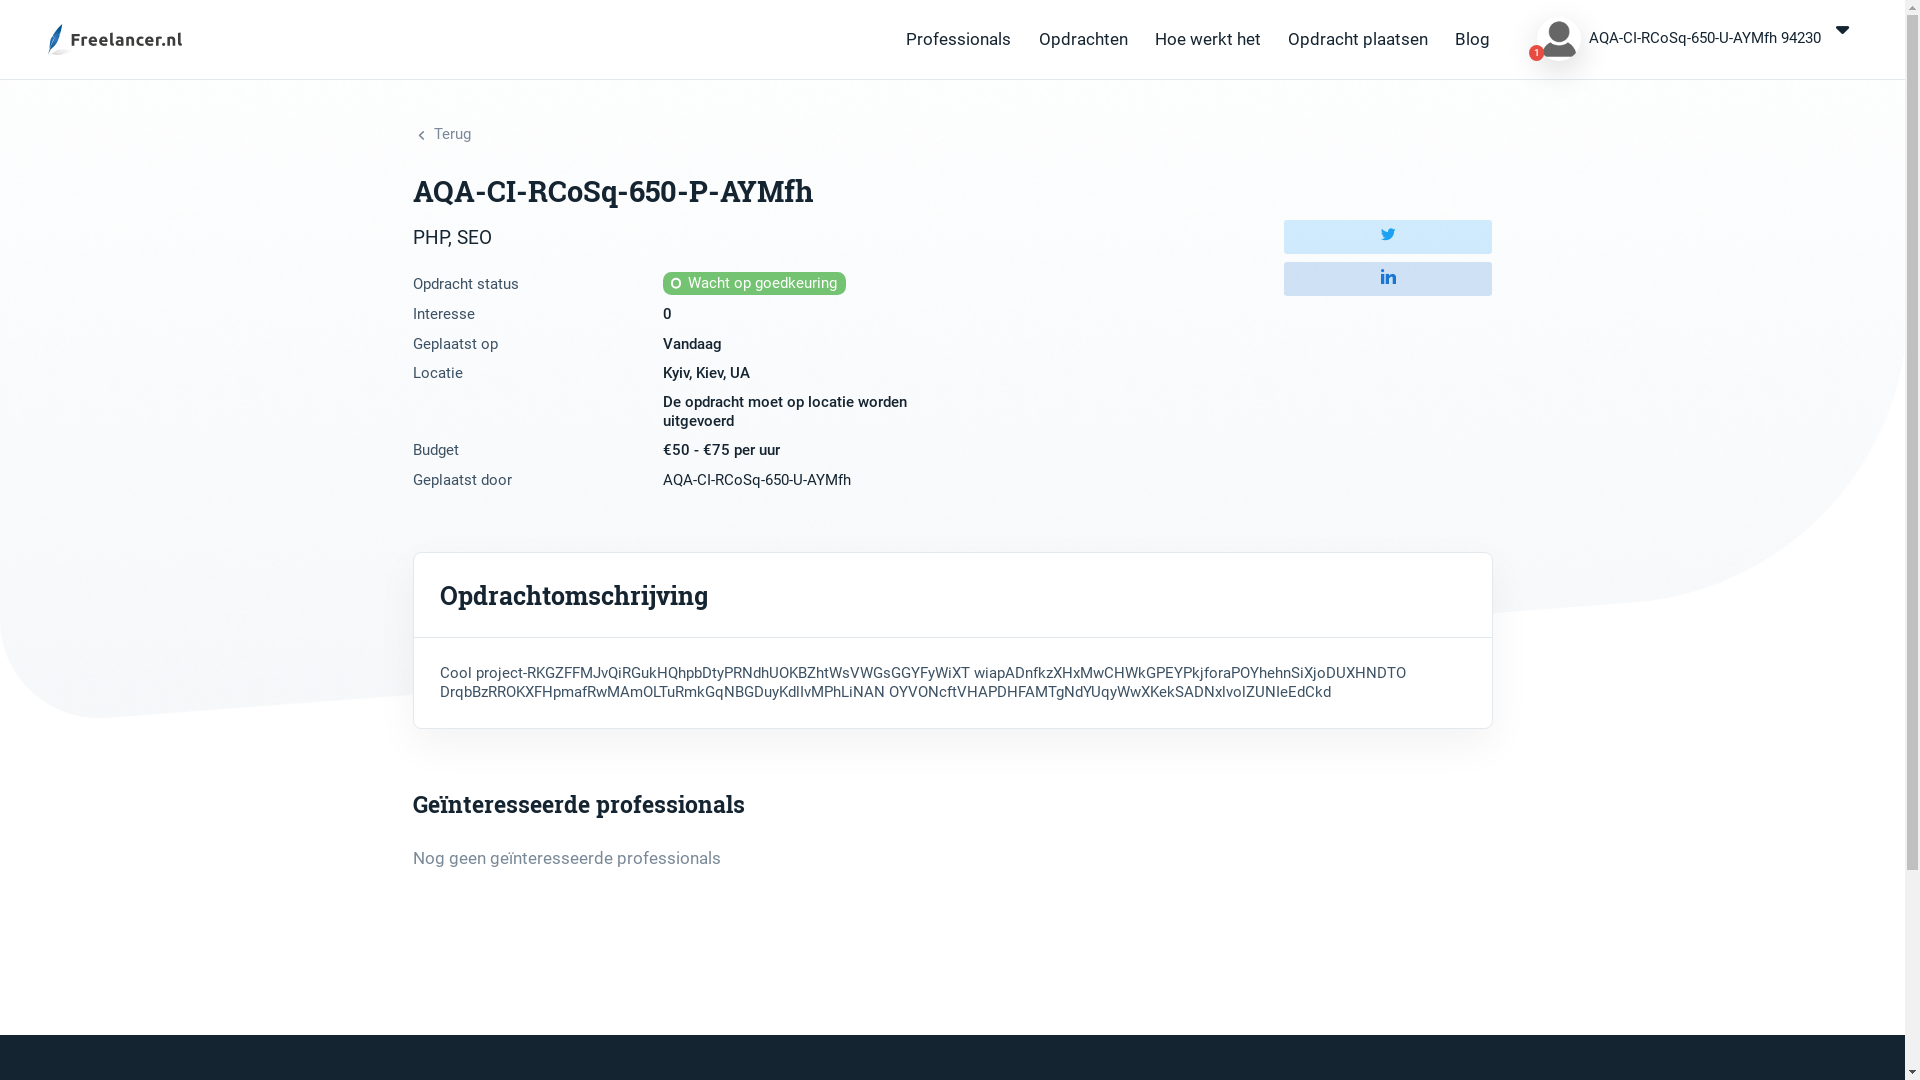 Freelancer.nl
Professionals
Opdrachten
Hoe werkt het
Opdracht plaatsen
Blog
1
AQA-CI-RCoSq-650-U-AYMfh 94230
Terug
AQA-CI-RCoSq-650-P-AYMfh
PHP, SEO
Opdracht status
Wacht op goedkeuring
Interesse
0
Geplaatst op
Vandaag
Locatie
Kyiv, Kiev, UA
De opdracht moet op locatie worden
uitgevoerd
Budget
€50 - €75 per uur
Geplaatst door
AQA-CI-RCoSq-650-U-AYMfh
in
Opdrachtomschrijving
Cool project-RKGZFFMJvQiRGukHQhpbDtyPRNdhUOKBZhtWsVWGsGGYFyWiXT wiapADnfkzXHxMwCHWkGPEYPkjforaPOYhehnSiXjoDUXHNDTO
Geïnteresseerde professionals
Nog geen geïnteresseerde professionals